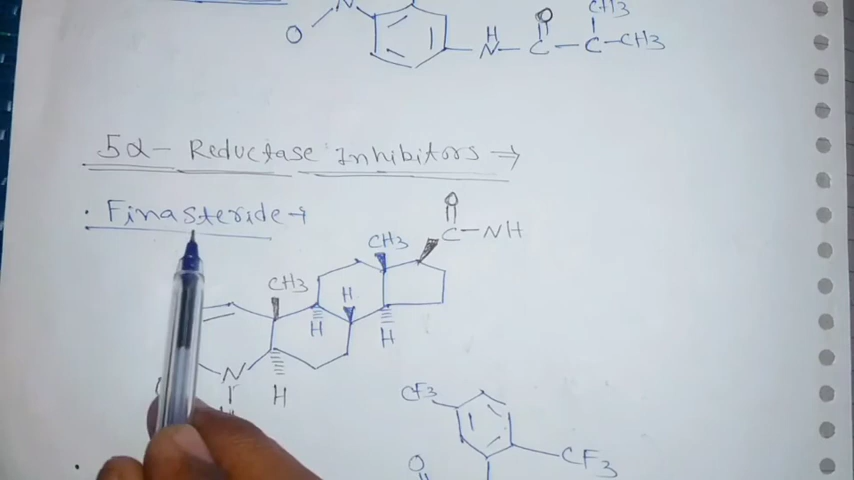 N
O
H
N
O
C
C
CH3
CH3
5α- Reductase Inhibitors →
· Finasteride →
O
C-NH
CH3
CH3
H
H
H
N
H
CF3
CF3
O